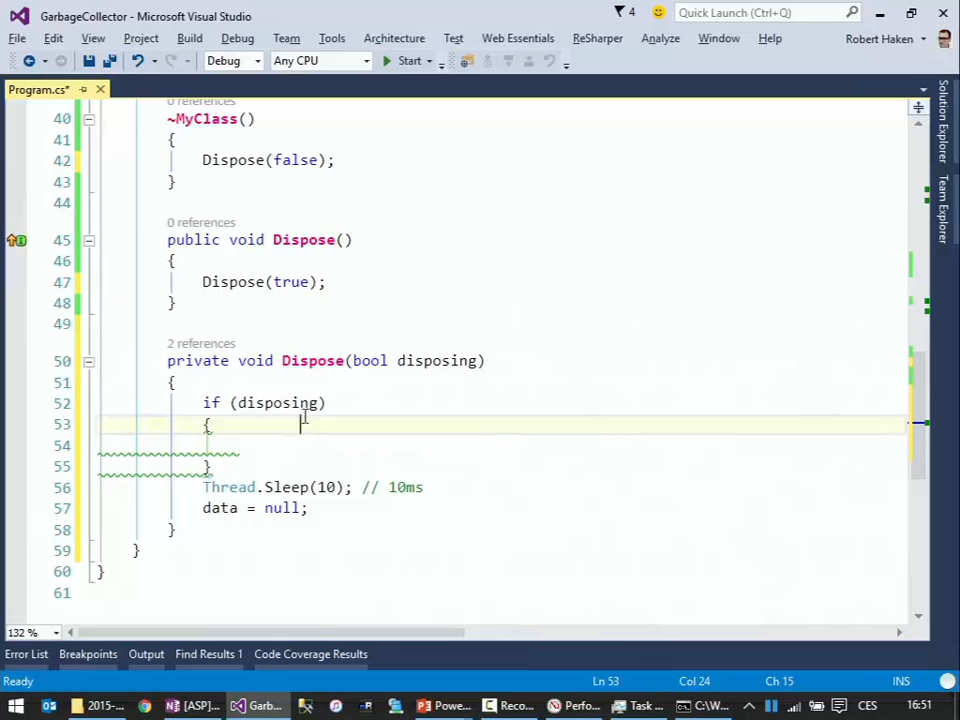 GarbageCollector - Microsoft Visual Studio
4
Quick Launch (Ctrl+Q)
File Edit View Project Build Debug Team Tools Architecture Test Web Essentials ReSharper Analyze Window Help Robert Haken
Debug Any CPU Start
Program.cs*
Solution Explorer
Team Explorer
0 references
40 ~MyClass()
41 {
42 Dispose(false);
43 }
44
0 references
45 public void Dispose()
46 {
47 Dispose(true);
48 }
49
2 references
50 private void Dispose(bool disposing)
51 {
52 if (disposing)
53 {
54
55 }
56 Thread.Sleep(10); // 10ms
57 data = null;
58 }
59 }
60 }
61
132 %
Error List Breakpoints Output Find Results 1 Code Coverage Results
Ready Ln 53 Col 24 Ch 15 INS
2015-... [ASP]... Garb... Powe... Reco... Perfo... Task ... C:\W... CES 16:51